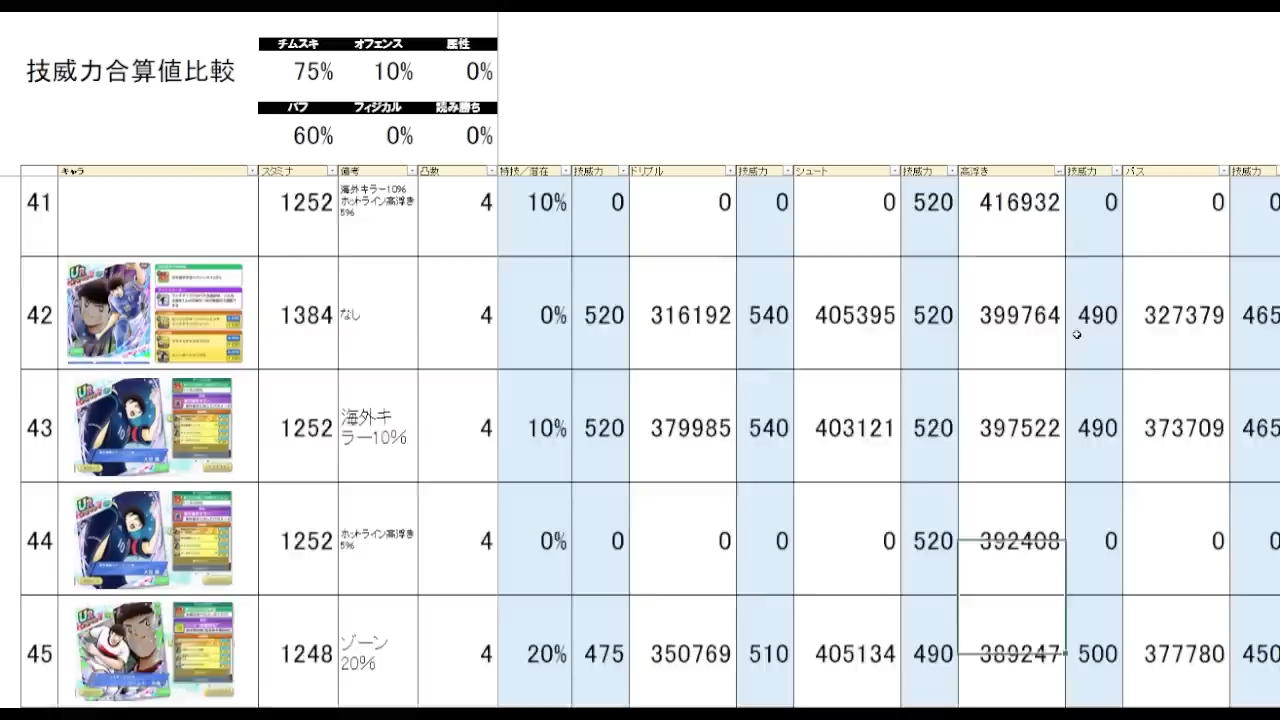 チムスキ オフェンス 属性
技威力合算値比較 75% 10% 0%
バフ フィジカル 読み勝ち
60% 0% 0%
キャラ スタミナ 備考 凸数 特技/潜在 技威力 ドリブル 技威力 シュート 技威力 高浮き 技威力 パス 技威力
41 1252 海外キラー10% ホットライン高浮き5% 4 10% 0 0 0 0 520 416932 0 0 0
42 1384 なし 4 0% 520 316192 540 405395 520 399764 490 327379 465
43 1252 海外キラー10% 4 10% 520 379985 540 403121 520 397522 490 373709 465
44 1252 ホットライン高浮き5% 4 0% 0 0 0 0 520 392408 0 0 0
45 1248 ゾーン20% 4 20% 475 350769 510 405134 490 389247 500 377780 450